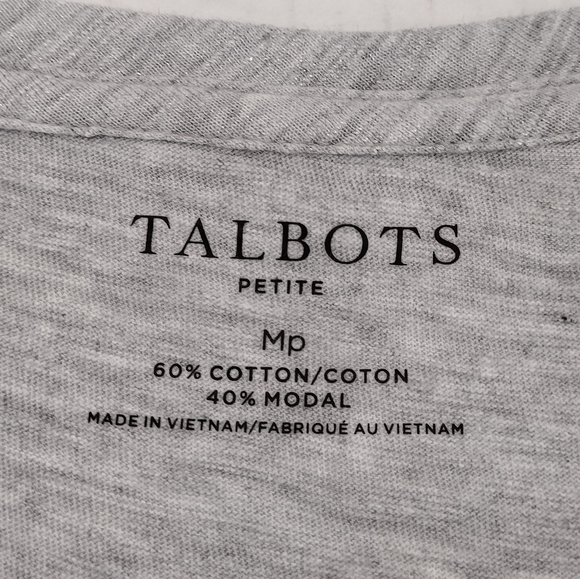 TALBOTS
PETITE
Mp
60% COTTON/COTON
40% MODAL
MADE IN VIETNAM/FABRIQUÉ AU VIETNAM